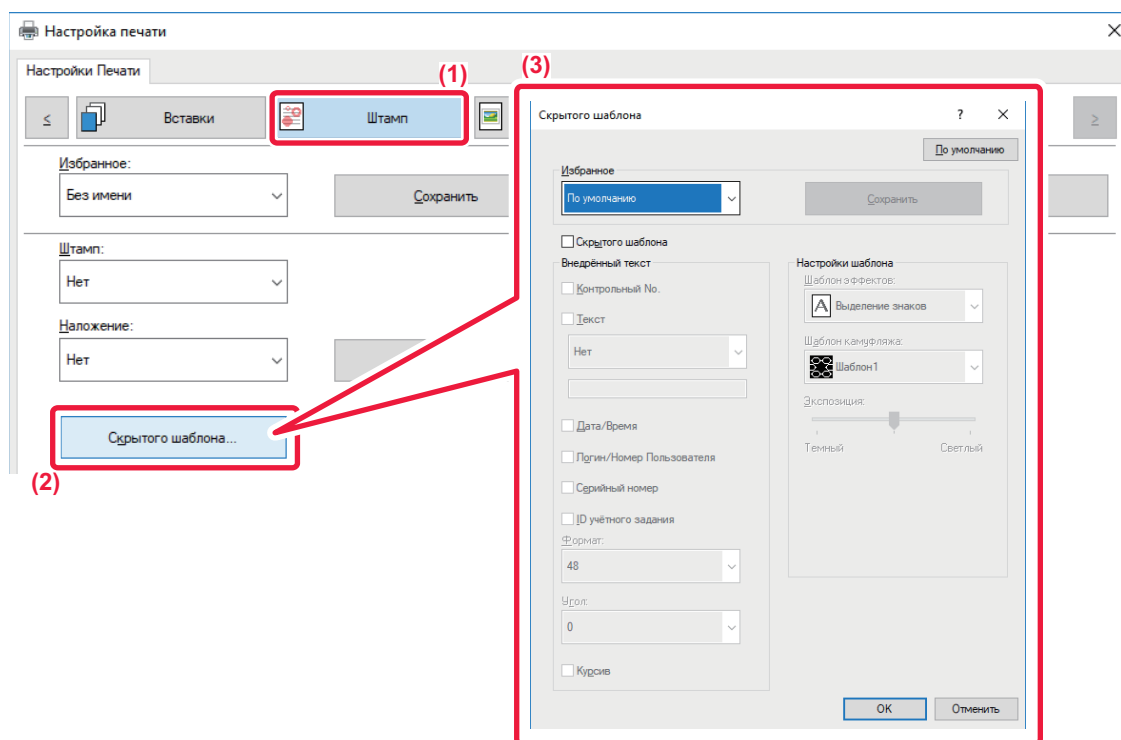 Настройка печати
Настройки Печати
(1)
(3)
<
Вставки
Штамп
>
Избранное:
Без имени
Сохранить
Штамп:
Нет
Наложение:
Нет
Скрытого шаблона...
(2)
Скрытого шаблона
?
По умолчанию
Избранное
По умолчанию
Сохранить
Скрытого шаблона
Внедрённый текст
Контрольный No.
Текст
Нет
Дата/Время
Логин/Номер Пользователя
Серийный номер
ID учётного задания
Формат:
48
Угол:
0
Курсив
Настройки шаблона
Шаблон эффектов:
A Выделение знаков
Шаблон камуфляжа:
Шаблон1
Экспозиция:
Темный Светлый
OK Отменить